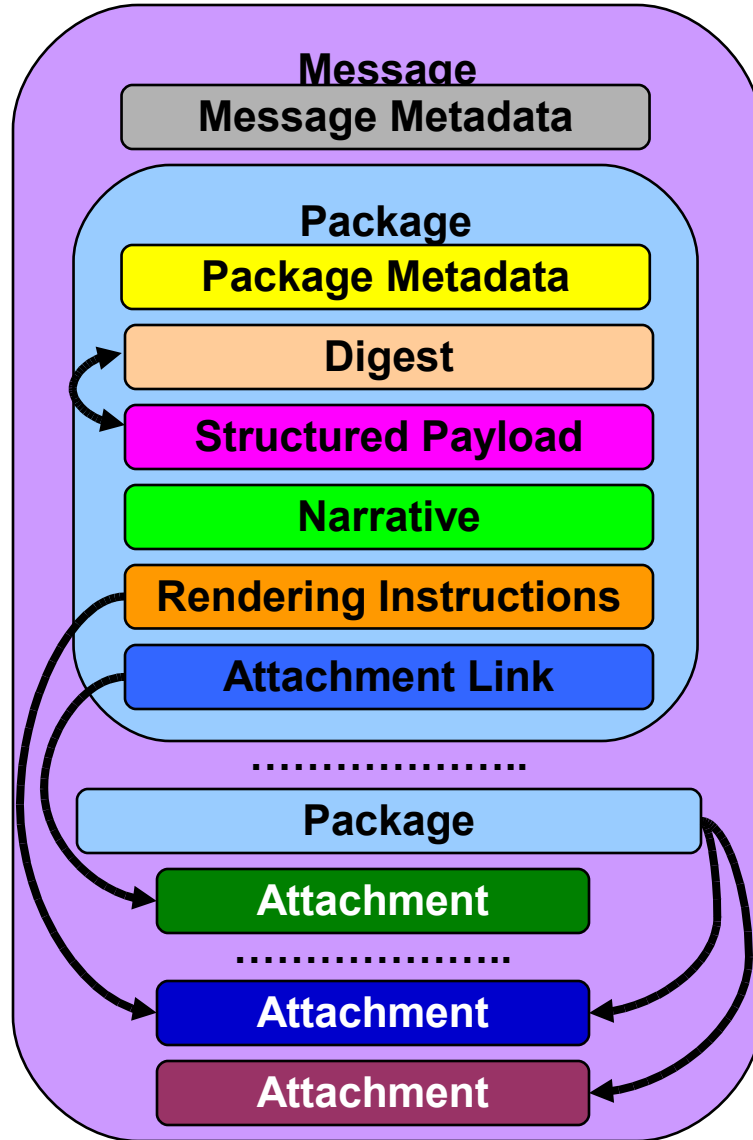 Message
Message Metadata
Package
Package Metadata
Digest
Structured Payload
Narrative
Rendering Instructions
Attachment Link
…………………..
Package
Attachment
…………………..
Attachment
Attachment